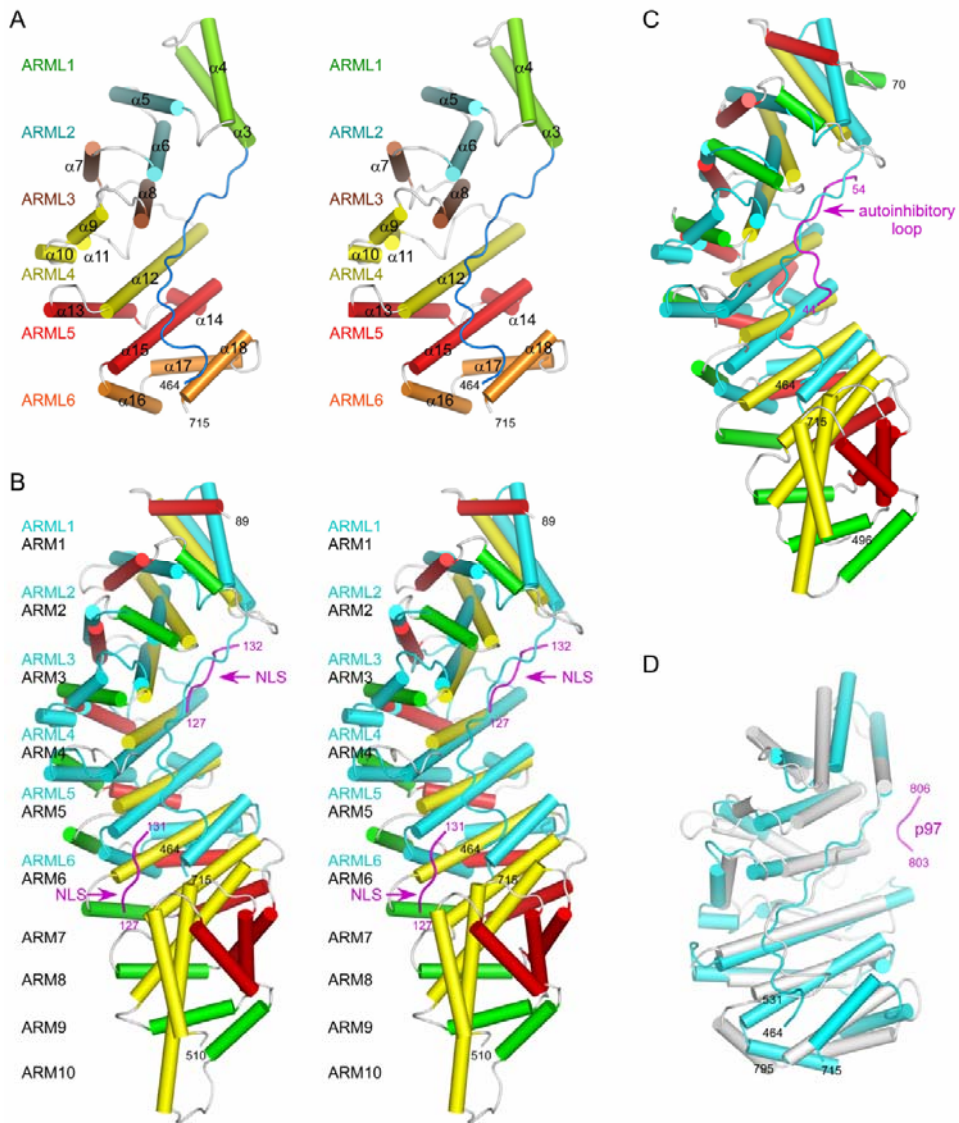 A
ARML1
α4
α5
α3
ARML2
α6
α7
α8
ARML3
α9
α10
α11
ARML4
α12
α13
α14
ARML5
α15
α18
α17
464
α16
ARML6
715
ARML1
α4
α5
α3
ARML2
α6
α7
α8
ARML3
α9
α10
α11
ARML4
α12
α13
α14
ARML5
α15
α18
α17
464
α16
ARML6
715
B
ARML1
ARM1
89
ARML2
ARM2
132
ARML3
ARM3
NLS
127
ARML4
ARM4
ARML5
ARM5
131
464
ARML6
ARM6
715
NLS
127
ARM7
ARM8
ARM9
510
ARM10
89
132
NLS
127
131
464
715
NLS
127
510
ARML1
ARM1
ARML2
ARM2
ARML3
ARM3
ARML4
ARM4
ARML5
ARM5
ARML6
ARM6
ARM7
ARM8
ARM9
ARM10
C
70
54
autoinhibitory
loop
44
464
715
496
D
806
p97
803
531
464
795
715